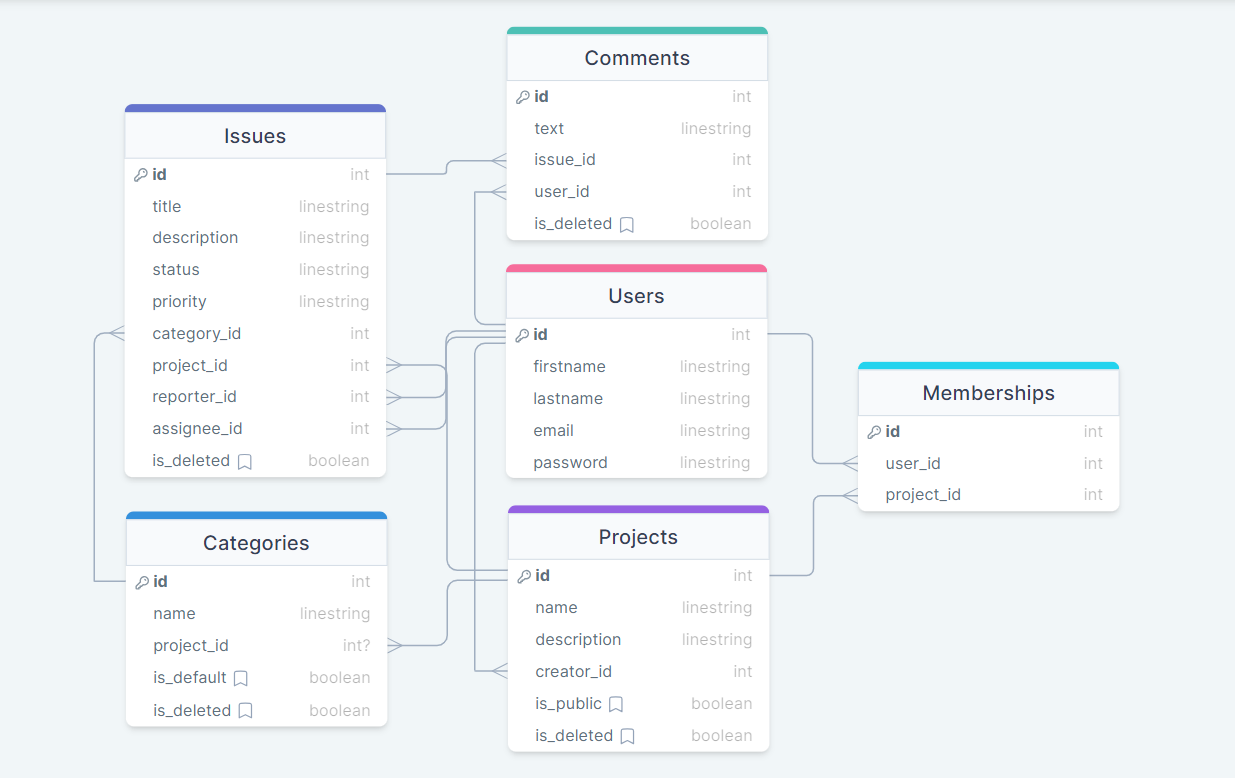 Comments
id int
text linestring
issue_id int
user_id int
is_deleted boolean
Issues
id int
title linestring
description linestring
status linestring
priority linestring
category_id int
project_id int
reporter_id int
assignee_id int
is_deleted boolean
Users
id int
firstname linestring
lastname linestring
email linestring
password linestring
Memberships
id int
user_id int
project_id int
Categories
id int
name linestring
project_id int?
is_default boolean
is_deleted boolean
Projects
id int
name linestring
description linestring
creator_id int
is_public boolean
is_deleted boolean